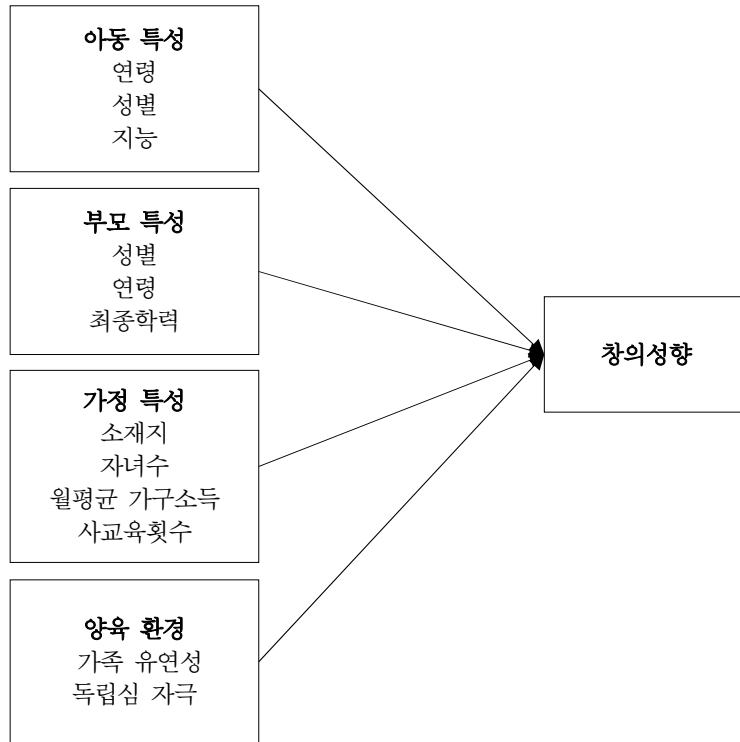 아동 특성
연령
성별
지능
부모 특성
성별
연령
최종학력
가정 특성
소재지
자녀수
월평균 가구소득
사교육횟수
양육 환경
가족 유연성
독립심 자극
창의성향